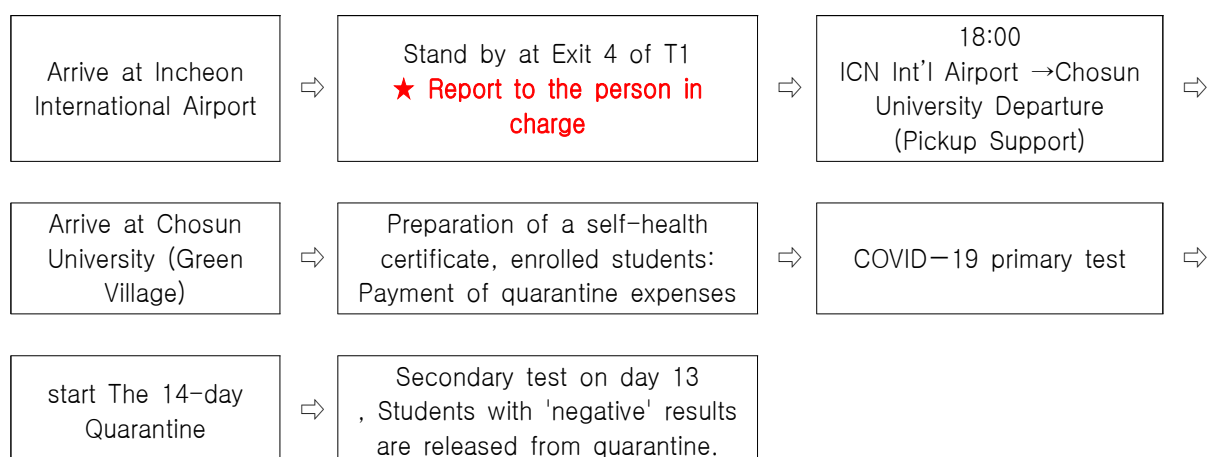 Arrive at Incheon
International Airport
⇨
Stand by at Exit 4 of T1
★ Report to the person in
charge
⇨
18:00
ICN Int'l Airport →Chosun
University Departure
(Pickup Support)
⇨
Arrive at Chosun
University (Green
Village)
⇨
Preparation of a self-health
certificate, enrolled students:
Payment of quarantine expenses
⇨
COVID-19 primary test
⇨
start The 14-day
Quarantine
⇨
Secondary test on day 13
, Students with 'negative' results
are released from quarantine.